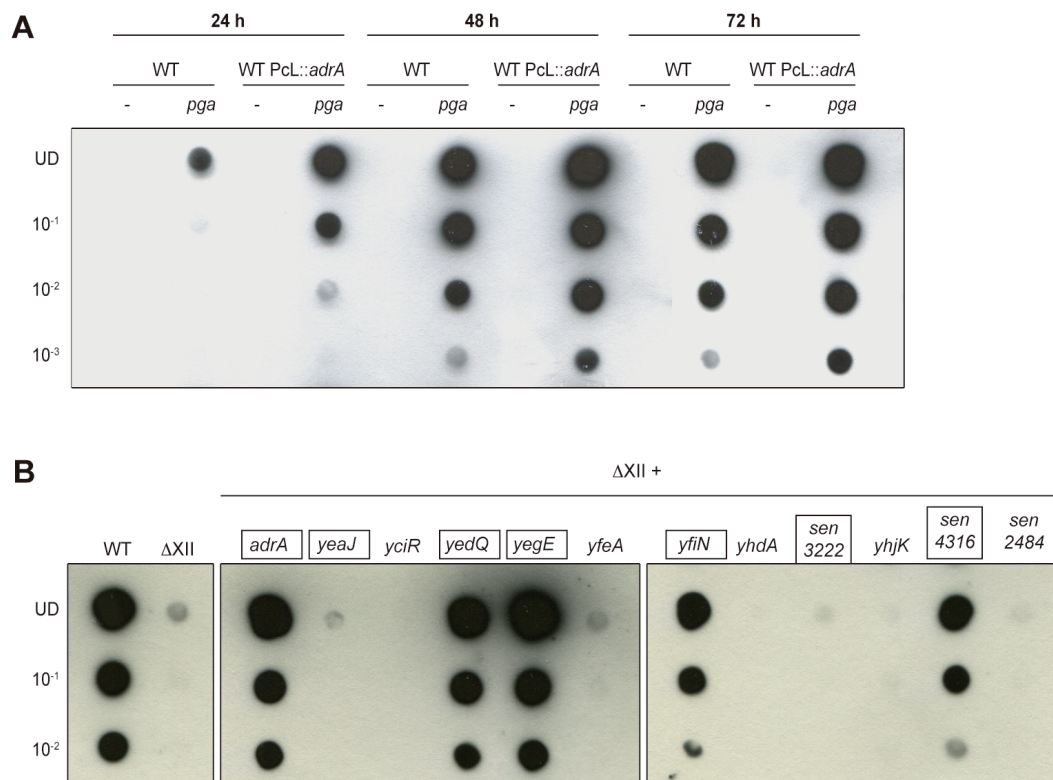 A
24 h 48 h 72 h
WT WT PcL::adrA WT WT PcL::adrA WT WT PcL::adrA
- pga - pga - pga - pga - pga - pga
UD
10⁻¹
10⁻²
10⁻³
B
ΔXII +
WT ΔXII adrA yeaJ yciR yedQ yegE yfeA yfiN yhdA sen 3222 yhjK sen 4316 sen 2484
UD
10⁻¹
10⁻²